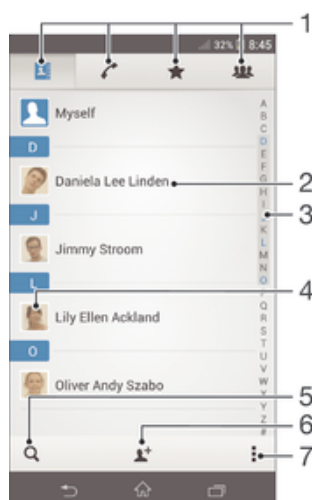 1
32% 8:45
Myself
D
Daniela Lee Linden
2
J
Jimmy Stroom
L
4
Lily Ellen Ackland
O
Oliver Andy Szabo
A
B
C
D
E
F
G
H
I
3
K
L
M
N
O
Q
R
S
T
U
V
W
X
Y
Z
#
5
6
7